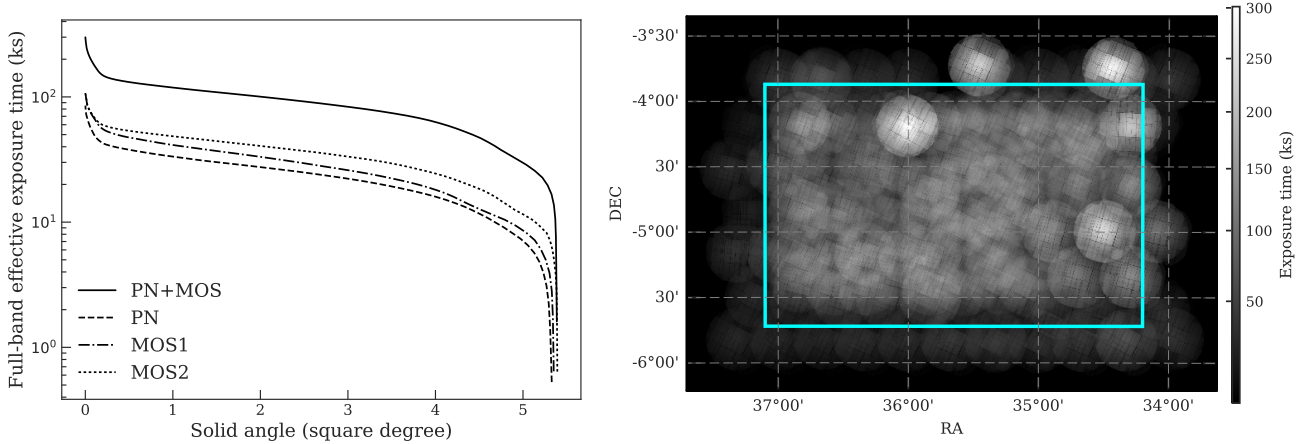 Full-band effective exposure time (ks)
10²
10¹
10⁰
PN+MOS
PN
MOS1
MOS2
0 1 2 3 4 5
Solid angle (square degree)
DEC
-3°30'
-4°00'
30'
-5°00'
30'
-6°00'
37°00' 36°00' 35°00' 34°00'
RA
300
250
200
150
100
50
Exposure time (ks)